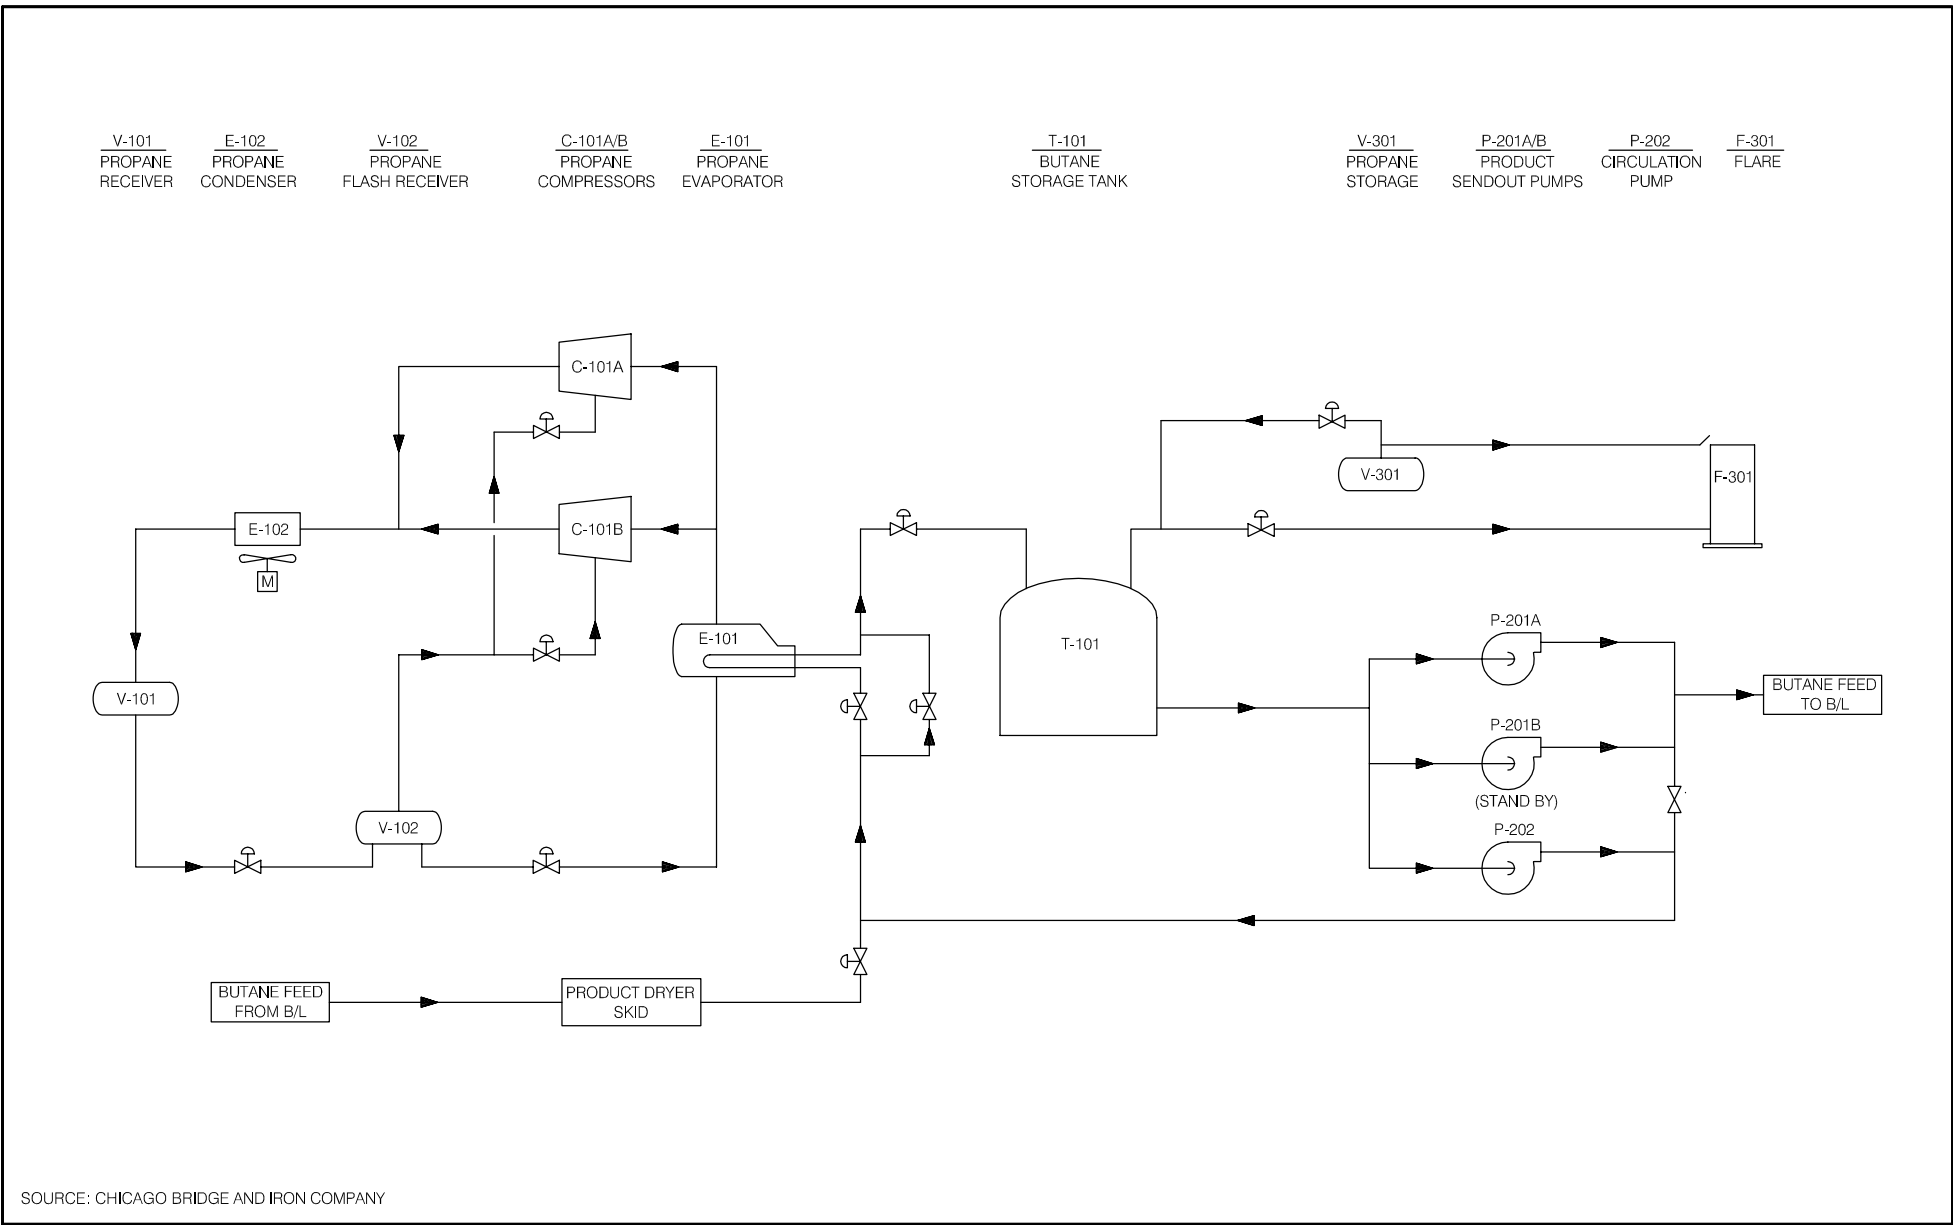 V-101
PROPANE
RECEIVER
E-102
PROPANE
CONDENSER
V-102
PROPANE
FLASH RECEIVER
C-101A/B
PROPANE
COMPRESSORS
E-101
PROPANE
EVAPORATOR
T-101
BUTANE
STORAGE TANK
V-301
PROPANE
STORAGE
P-201A/B
PRODUCT
SENDOUT PUMPS
P-202
CIRCULATION
PUMP
F-301
FLARE
C-101A
V-301
F-301
E-102
C-101B
M
P-201A
E-101
T-101
V-101
BUTANE FEED
TO B/L
P-201B
(STAND BY)
V-102
P-202
BUTANE FEED
FROM B/L
PRODUCT DRYER
SKID
SOURCE: CHICAGO BRIDGE AND IRON COMPANY